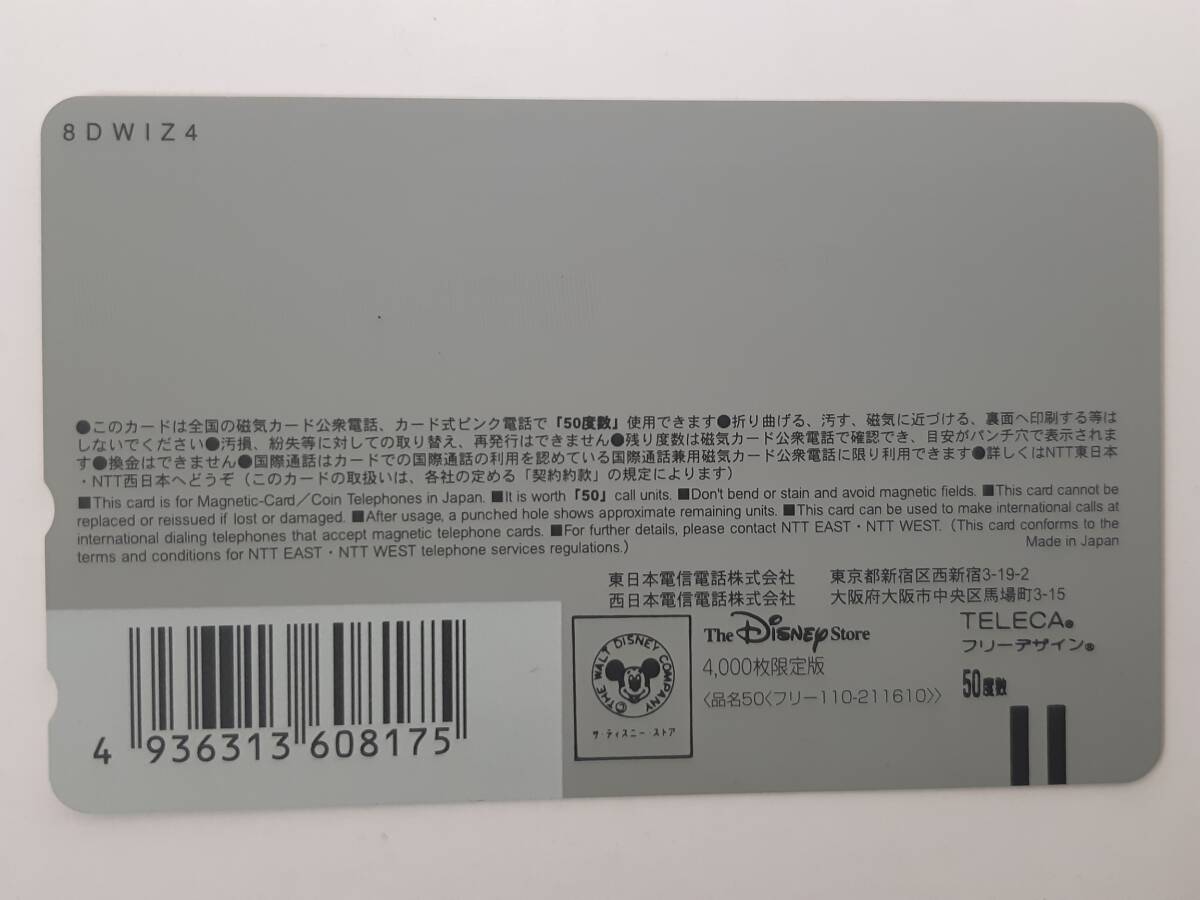 8DWIZ4
●このカードは全国の磁気カード公衆電話、カード式ピンク電話で「50度数」使用できます●折り曲げる、汚す、磁気に近づける、裏面へ印刷する等は
しないでください●汚損、紛失等に対しての取り替え、再発行はできません●残り度数は磁気カード公衆電話で確認でき、目安がパンチ穴で表示されま
す●換金はできません●国際通話はカードでの国際通話の利用を認めている国際通話兼用磁気カード公衆電話に限り利用できます●詳しくはNTT東日本
・NTT西日本へどうぞ（このカードの取扱いは、各社の定める「契約約款」の規定によります）
■This card is for Magnetic-Card／Coin Telephones in Japan. ■It is worth「50」call units. ■Don't bend or stain and avoid magnetic fields. ■This card cannot be
replaced or reissued if lost or damaged. ■After usage, a punched hole shows approximate remaining units. ■This card can be used to make international calls at
international dialing telephones that accept magnetic telephone cards. ■For further details, please contact NTT EAST・NTT WEST.（This card conforms to the
terms and conditions for NTT EAST・NTT WEST telephone services regulations.）
Made in Japan
東日本電信電話株式会社 東京都新宿区西新宿3-19-2
西日本電信電話株式会社 大阪府大阪市中央区馬場町3-15
4 936313 608175
©THE WALT DISNEY COMPANY
ザ・ディズニー・ストア
The Disney Store
4,000枚限定版
〈品名50〈フリー110-211610〉〉
TELECA®
フリーデザイン®
50度数